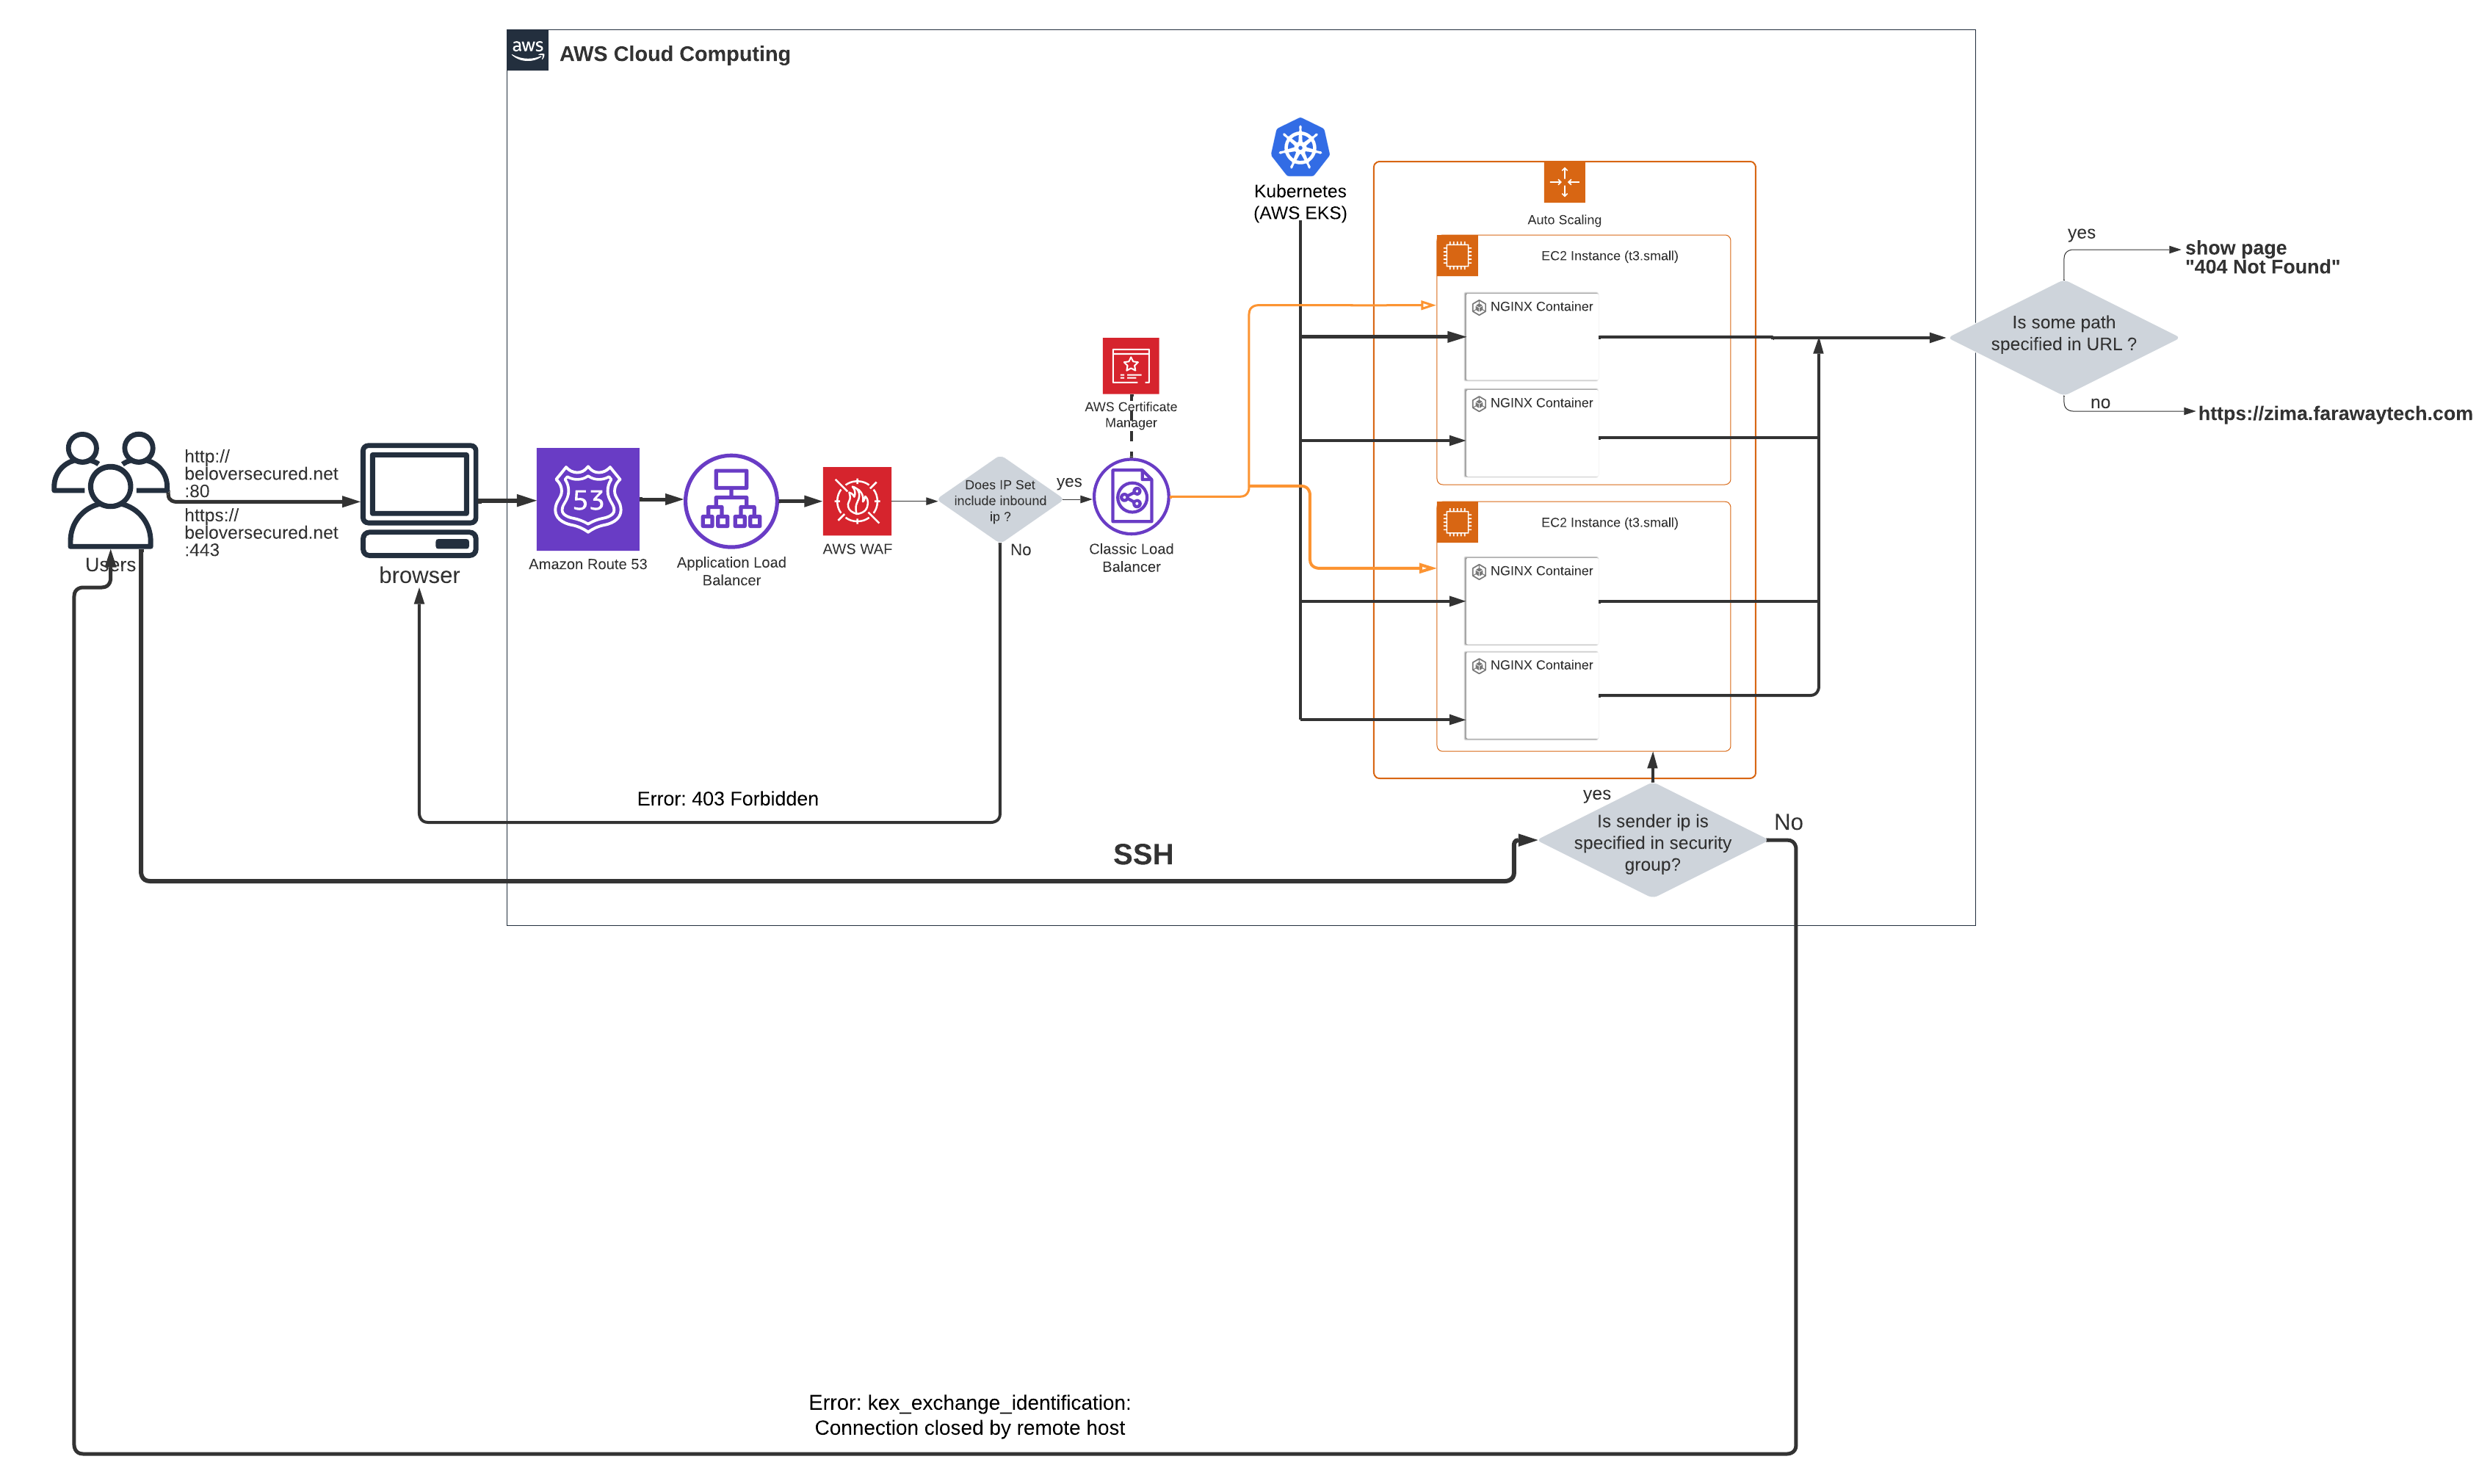 aws
AWS Cloud Computing
Kubernetes
(AWS EKS)
Auto Scaling
EC2 Instance (t3.small)
NGINX Container
NGINX Container
EC2 Instance (t3.small)
NGINX Container
NGINX Container
yes
show page
"404 Not Found"
Is some path
specified in URL ?
no
https://zima.farawaytech.com
AWS Certificate
Manager
Users
http://
beloversecured.net
:80
https://
beloversecured.net
:443
browser
53
Amazon Route 53
Application Load
Balancer
AWS WAF
Does IP Set
include inbound
ip ?
yes
No
Classic Load
Balancer
Error: 403 Forbidden
SSH
yes
Is sender ip is
specified in security
group?
No
Error: kex_exchange_identification:
Connection closed by remote host